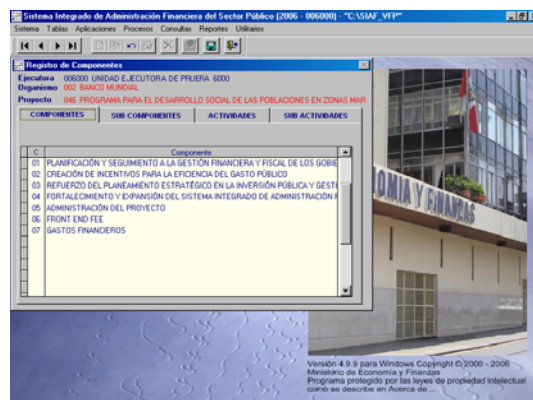 Sistema Integrado de Administración Financiera del Sector Público [2006 - 006000] - "C:\SIAF_VFP"
Sistema Tablas Aplicaciones Procesos Consultas Reportes Utilitarios
Registro de Componentes
Ejecutora 006000 UNIDAD EJECUTORA DE PRUEBA 6000
Organismo 002 BANCO MUNDIAL
Proyecto 046 PROGRAMA PARA EL DESARROLLO SOCIAL DE LAS POBLACIONES EN ZONAS MAR
COMPONENTES SUB COMPONENTES ACTIVIDADES SUB ACTIVIDADES
C Componente
01 PLANIFICACIÓN Y SEGUIMIENTO A LA GESTIÓN FINANCIERA Y FISCAL DE LOS GOBIE
02 CREACIÓN DE INCENTIVOS PARA LA EFICIENCIA DEL GASTO PÚBLICO
03 REFUERZO DEL PLANEAMIENTO ESTRATÉGICO EN LA INVERSIÓN PÚBLICA Y GESTI
04 FORTALECIMIENTO Y EXPANSIÓN DEL SISTEMA INTEGRADO DE ADMINISTRACIÓN F
05 ADMINISTRACIÓN DEL PROYECTO
06 FRONT END FEE
07 GASTOS FINANCIEROS
OMIA Y FINANZAS
Versión 4.9.9 para Windows Copyright © 2000 - 2006
Ministerio de Economía y Finanzas
Programa protegido por las leyes de propiedad intelectual
como se describe en Acerca de ...